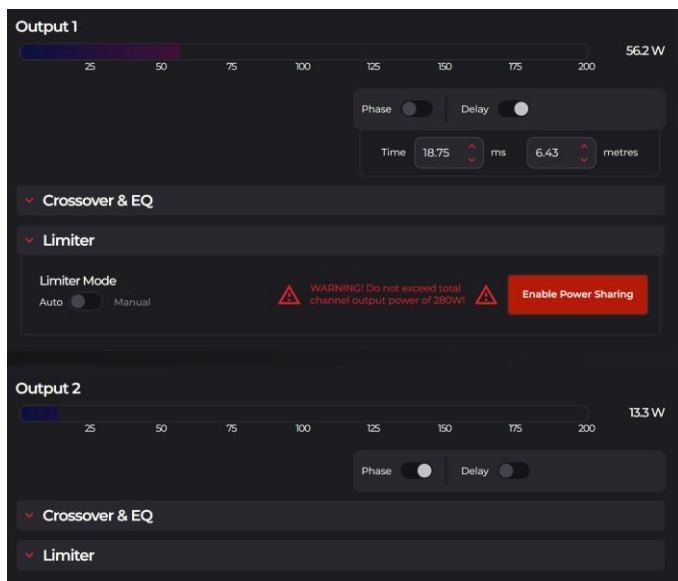 Output 1
56.2 W
25 50 75 100 125 150 175 200
Phase Delay
Time 18.75 ms 6.43 metres
Crossover & EQ
Limiter
Limiter Mode
Auto Manual
WARNING! Do not exceed total
channel output power of 280W!
Enable Power Sharing
Output 2
13.3 W
25 50 75 100 125 150 175 200
Phase Delay
Crossover & EQ
Limiter